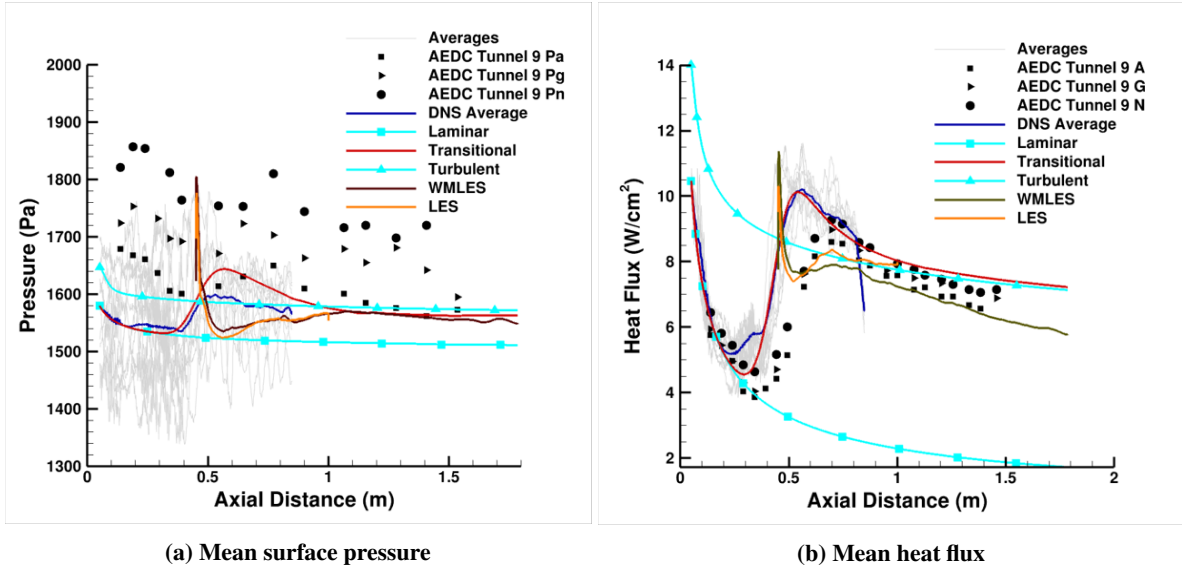 Averages
AEDC Tunnel 9 Pa
AEDC Tunnel 9 Pg
AEDC Tunnel 9 Pn
DNS Average
Laminar
Transitional
Turbulent
WMLES
LES
2000
1900
1800
1700
1600
1500
1400
1300
Pressure (Pa)
0
0.5
1
1.5
Axial Distance (m)
(a) Mean surface pressure
Averages
AEDC Tunnel 9 A
AEDC Tunnel 9 G
AEDC Tunnel 9 N
DNS Average
Laminar
Transitional
Turbulent
WMLES
LES
14
12
10
8
6
4
2
Heat Flux (W/cm²)
0
0.5
1
1.5
2
Axial Distance (m)
(b) Mean heat flux